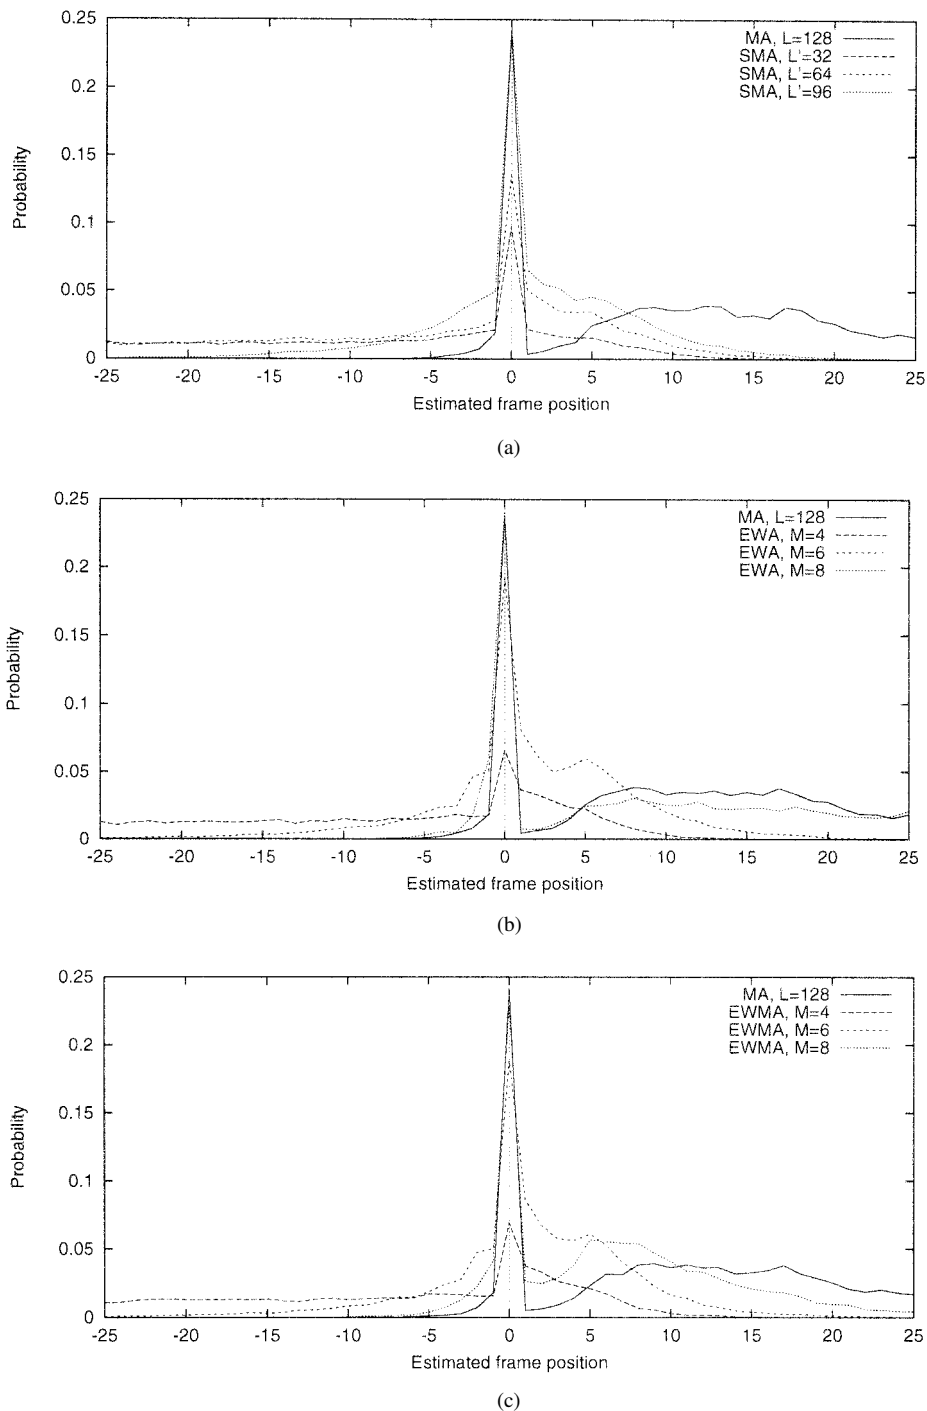 0.25
0.2
0.15
0.1
0.05
0
Probability
MA, L=128
SMA, L'=32
SMA, L'=64
SMA, L'=96
-25 -20 -15 -10 -5 0 5 10 15 20 25
Estimated frame position
(a)
0.25
0.2
0.15
0.1
0.05
0
Probability
MA, L=128
EWA, M=4
EWA, M=6
EWA, M=8
-25 -20 -15 -10 -5 0 5 10 15 20 25
Estimated frame position
(b)
0.25
0.2
0.15
0.1
0.05
0
Probability
MA, L=128
EWMA, M=4
EWMA, M=6
EWMA, M=8
-25 -20 -15 -10 -5 0 5 10 15 20 25
Estimated frame position
(c)